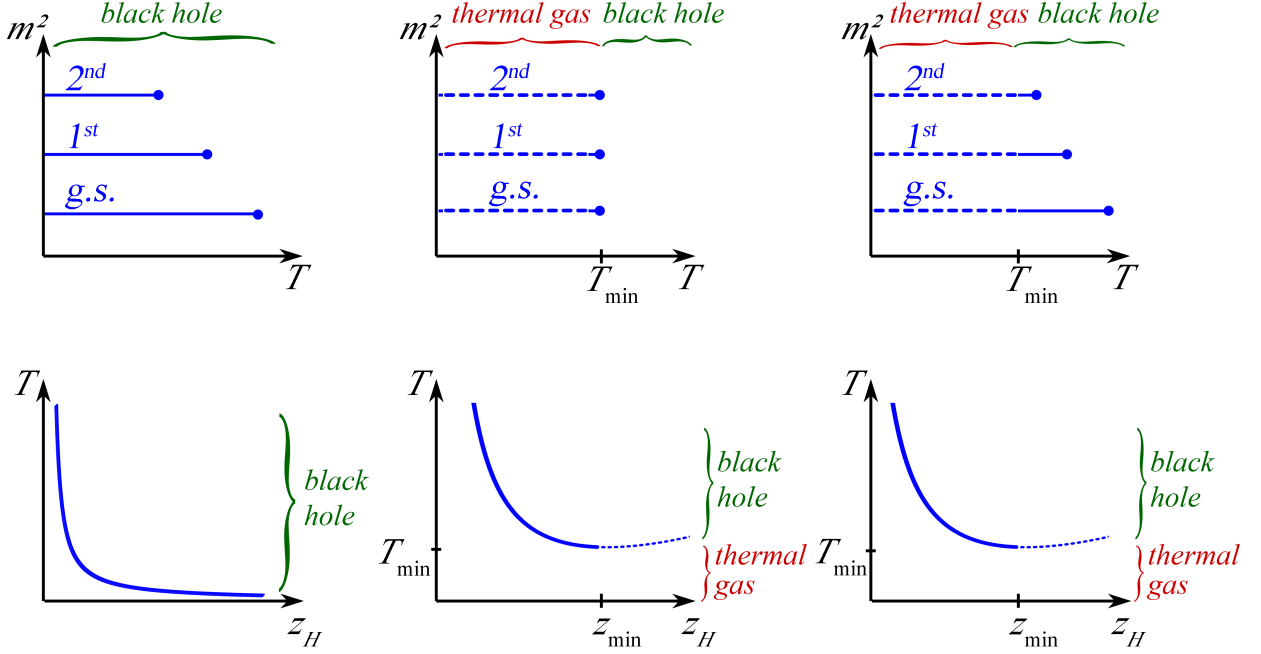 black hole
m²
2nd
1st
g.s.
T
thermal gas black hole
m²
2nd
1st
g.s.
Tmin T
thermal gas black hole
m²
2nd
1st
g.s.
Tmin T
T
black
hole
zH
T
black
hole
Tmin
thermal
gas
zmin zH
T
black
hole
Tmin
thermal
gas
zmin zH